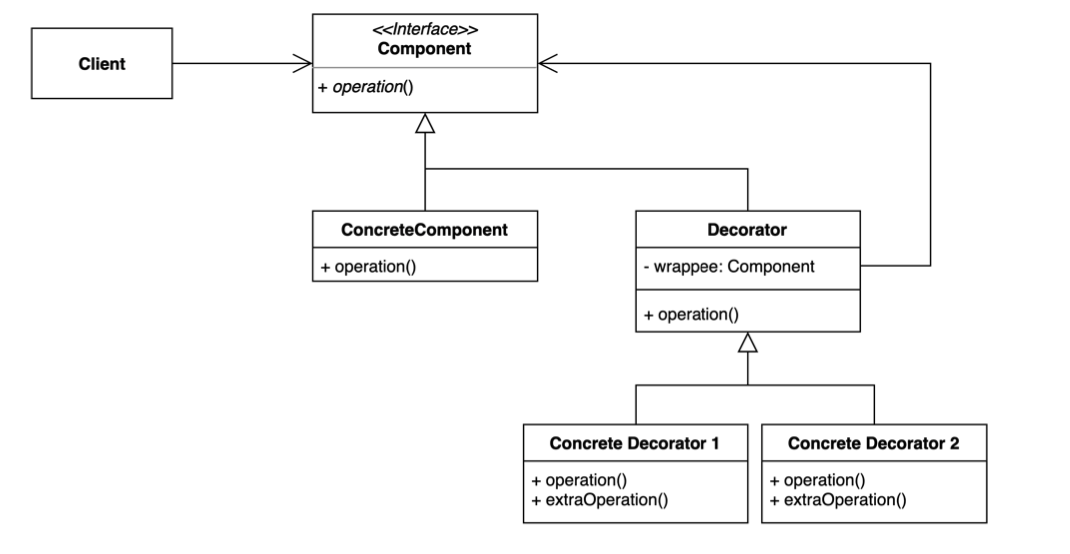 Client
<<Interface>>
Component
+ operation()
ConcreteComponent
+ operation()
Decorator
- wrappee: Component
+ operation()
Concrete Decorator 1
+ operation()
+ extraOperation()
Concrete Decorator 2
+ operation()
+ extraOperation()